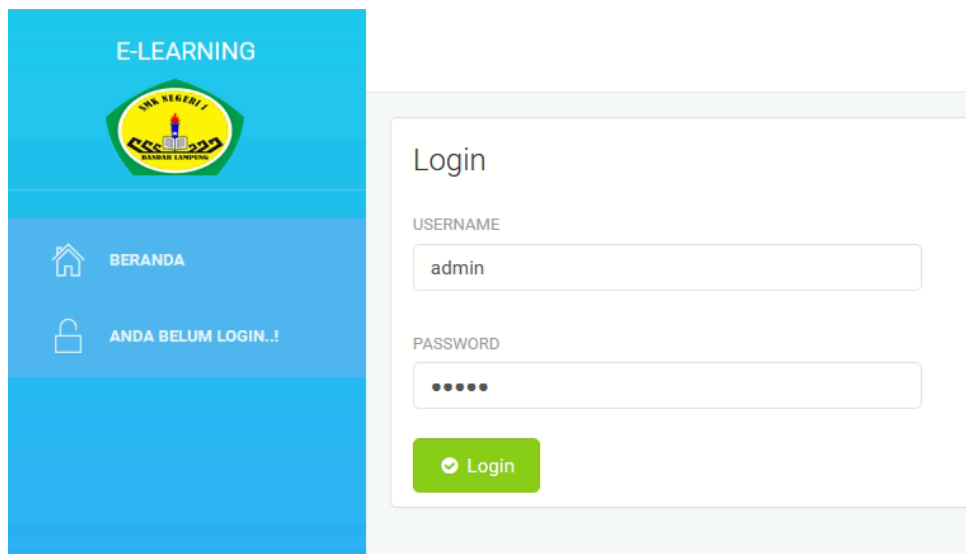 E-LEARNING
SMK NEGERI 1
BANDAR LAMPUNG
BERANDA
ANDA BELUM LOGIN..!
Login
USERNAME
admin
PASSWORD
•••••
Login